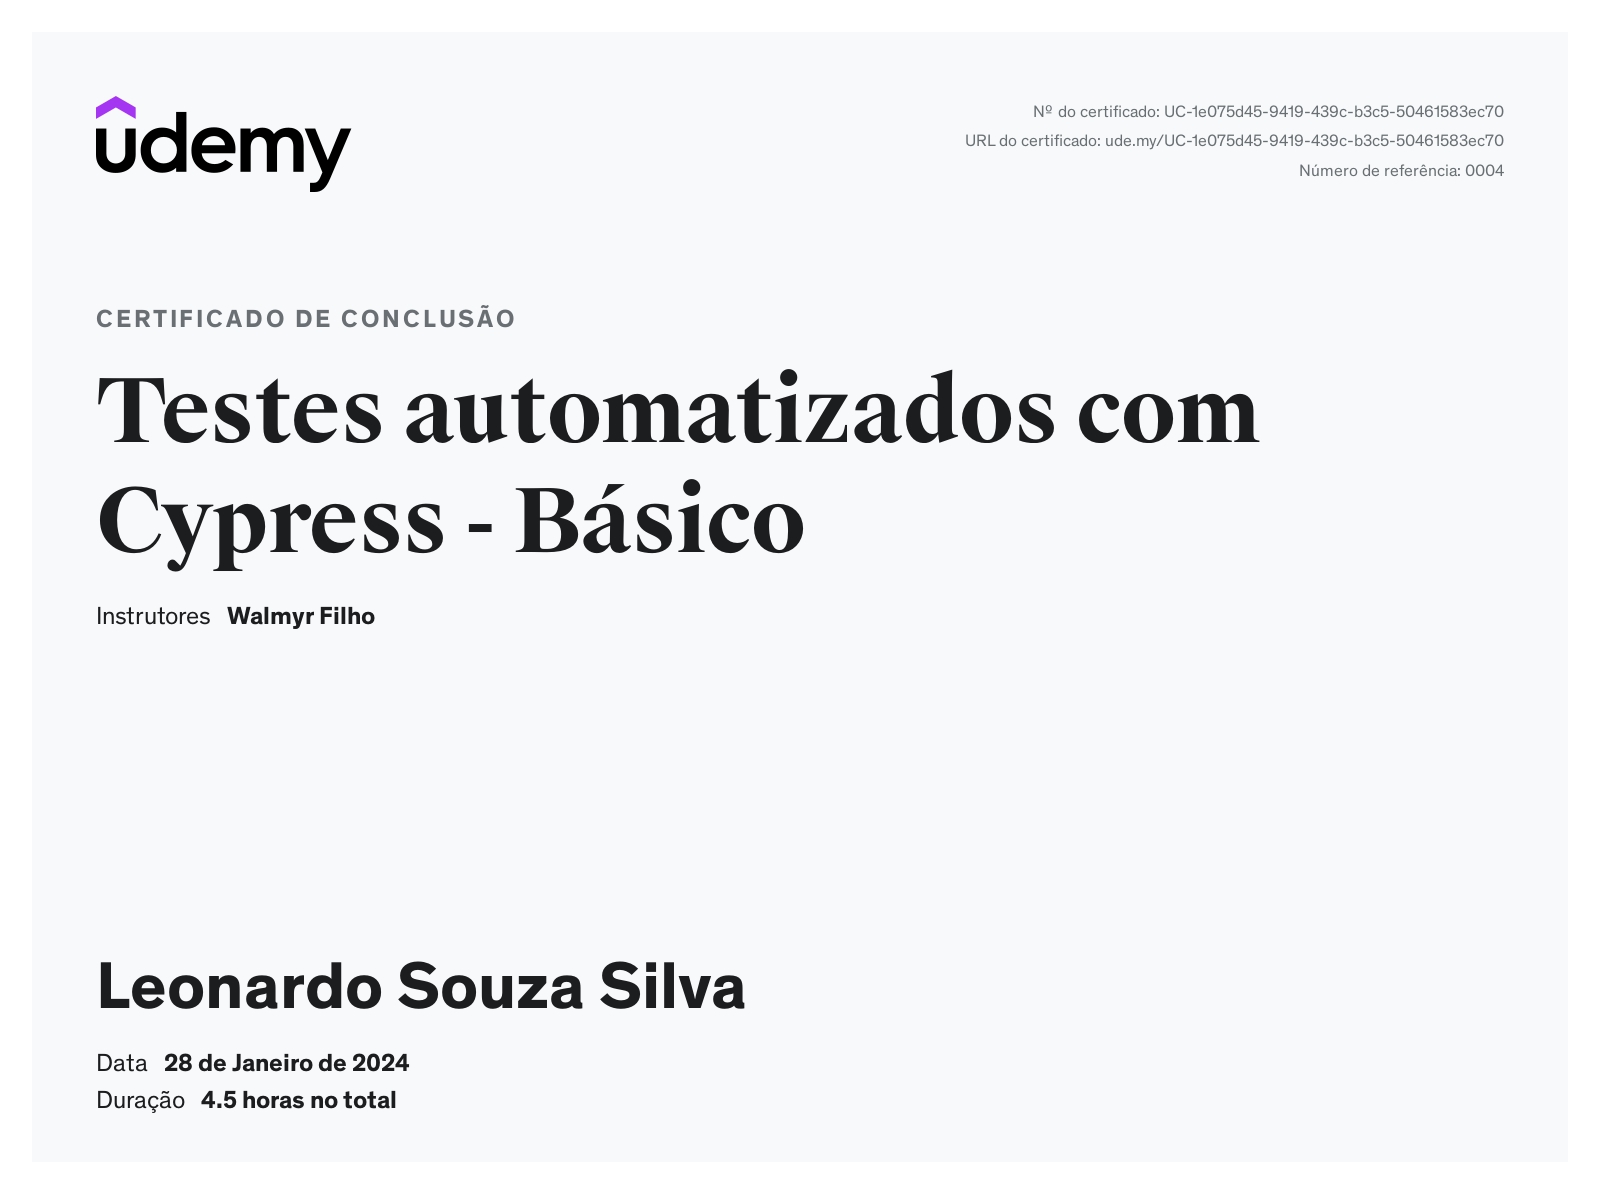 udemy
Nº do certificado: UC-1e075d45-9419-439c-b3c5-50461583ec70
URL do certificado: ude.my/UC-1e075d45-9419-439c-b3c5-50461583ec70
Número de referência: 0004
CERTIFICADO DE CONCLUSÃO
Testes automatizados com
Cypress - Básico
Instrutores Walmyr Filho
Leonardo Souza Silva
Data 28 de Janeiro de 2024
Duração 4.5 horas no total